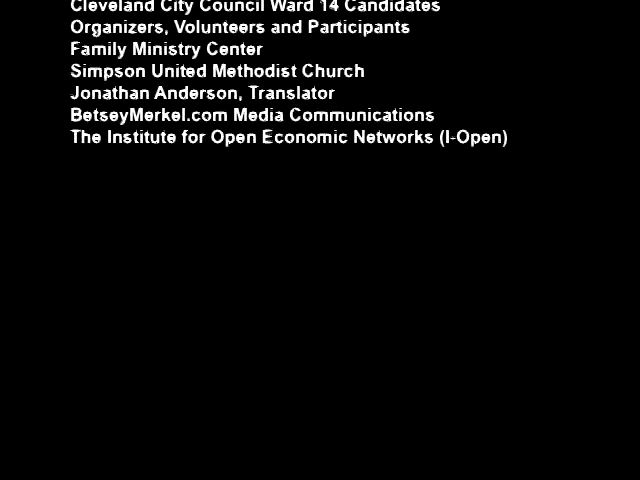 Cleveland City Council Ward 14 Candidates
Organizers, Volunteers and Participants
Family Ministry Center
Simpson United Methodist Church
Jonathan Anderson, Translator
BetseyMerkel.com Media Communications
The Institute for Open Economic Networks (I-Open)